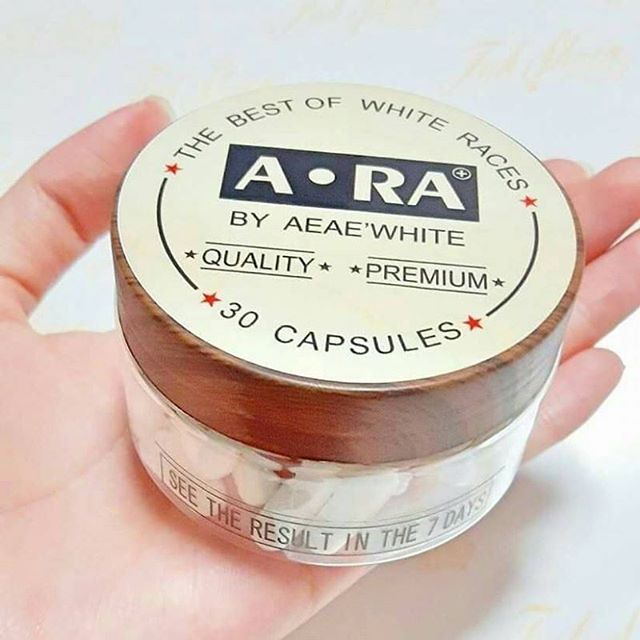 THE BEST OF WHITE RACES
A•RA+
BY AEAE'WHITE
★QUALITY★ ★PREMIUM★
★30 CAPSULES★
SEE THE RESULT IN THE 7 DAYS